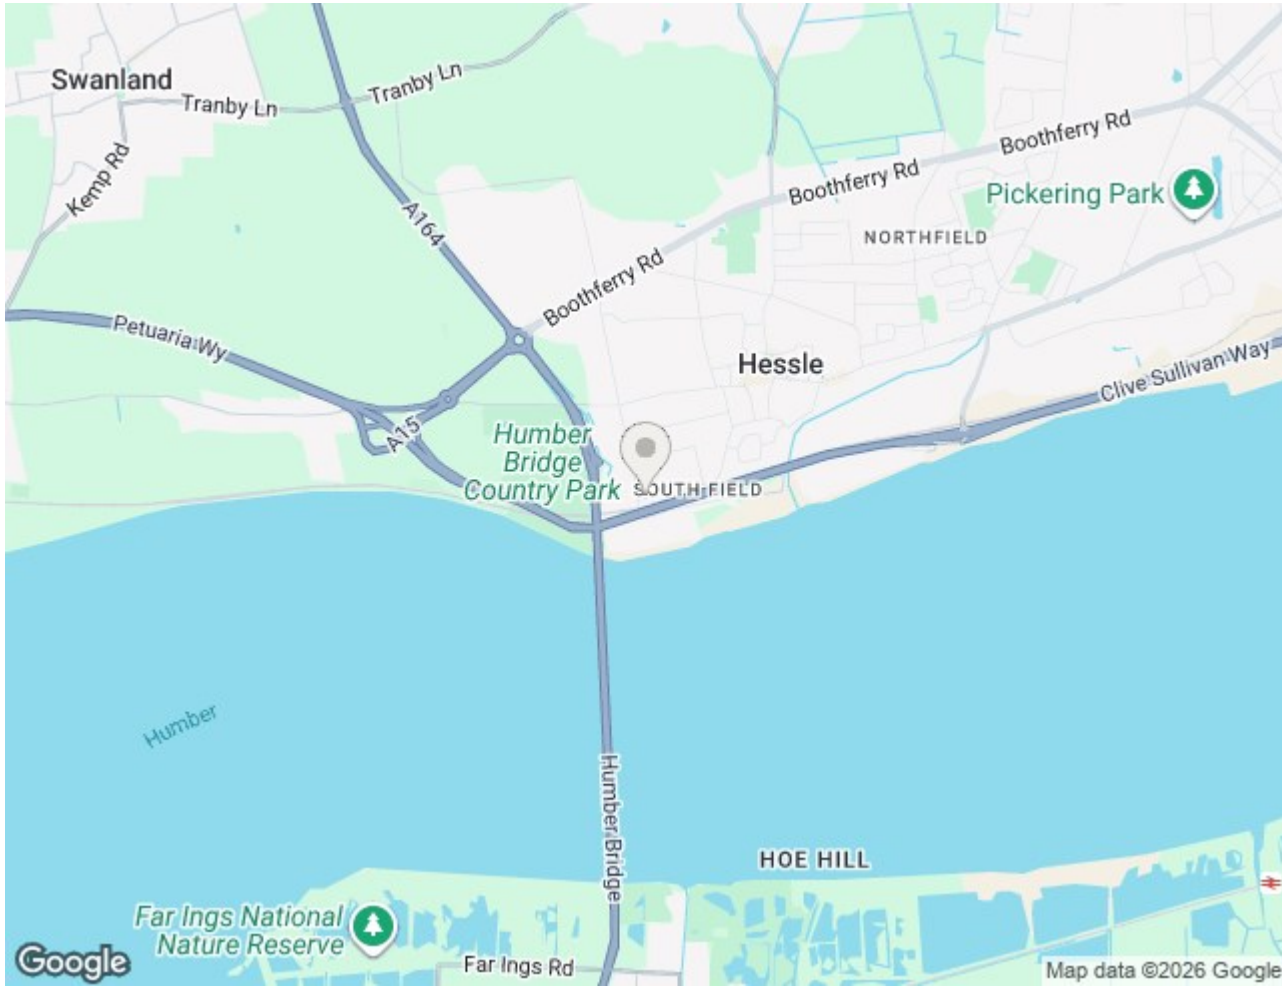 Swanland
Tranby Ln
Tranby Ln
Kemp Rd
A164
Boothferry Rd
Boothferry Rd
Boothferry Rd
Pickering Park
NORTHFIELD
Petuaria Wy
Hessle
Clive Sullivan Way
A15
Humber
Bridge
Country Park
SOUTH FIELD
Humber
Humber Bridge
HOE HILL
Far Ings National
Nature Reserve
Far Ings Rd
Google
Map data ©2026 Google